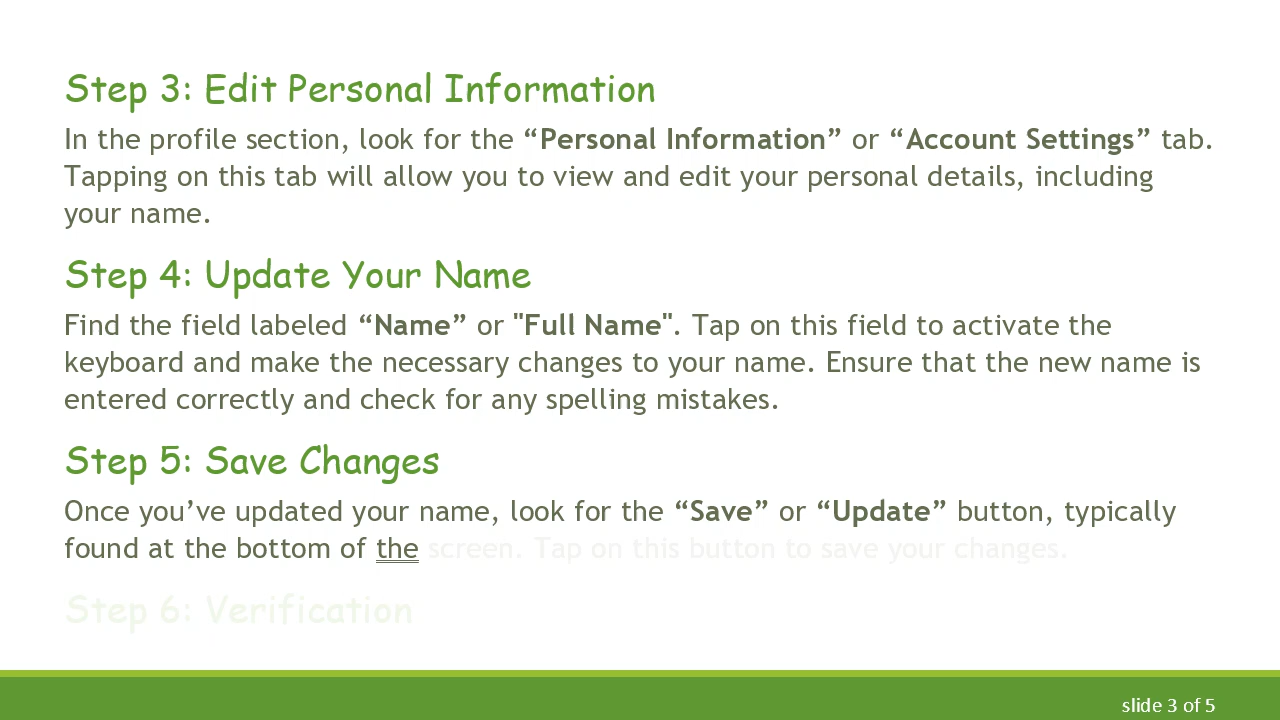 Step 3: Edit Personal Information
In the profile section, look for the “Personal Information” or “Account Settings” tab.
Tapping on this tab will allow you to view and edit your personal details, including
your name.
Step 4: Update Your Name
Find the field labeled “Name” or "Full Name". Tap on this field to activate the
keyboard and make the necessary changes to your name. Ensure that the new name is
entered correctly and check for any spelling mistakes.
Step 5: Save Changes
Once you’ve updated your name, look for the “Save” or “Update” button, typically
found at the bottom of the screen. Tap on this button to save your changes.
Step 6: Verification
slide 3 of 5